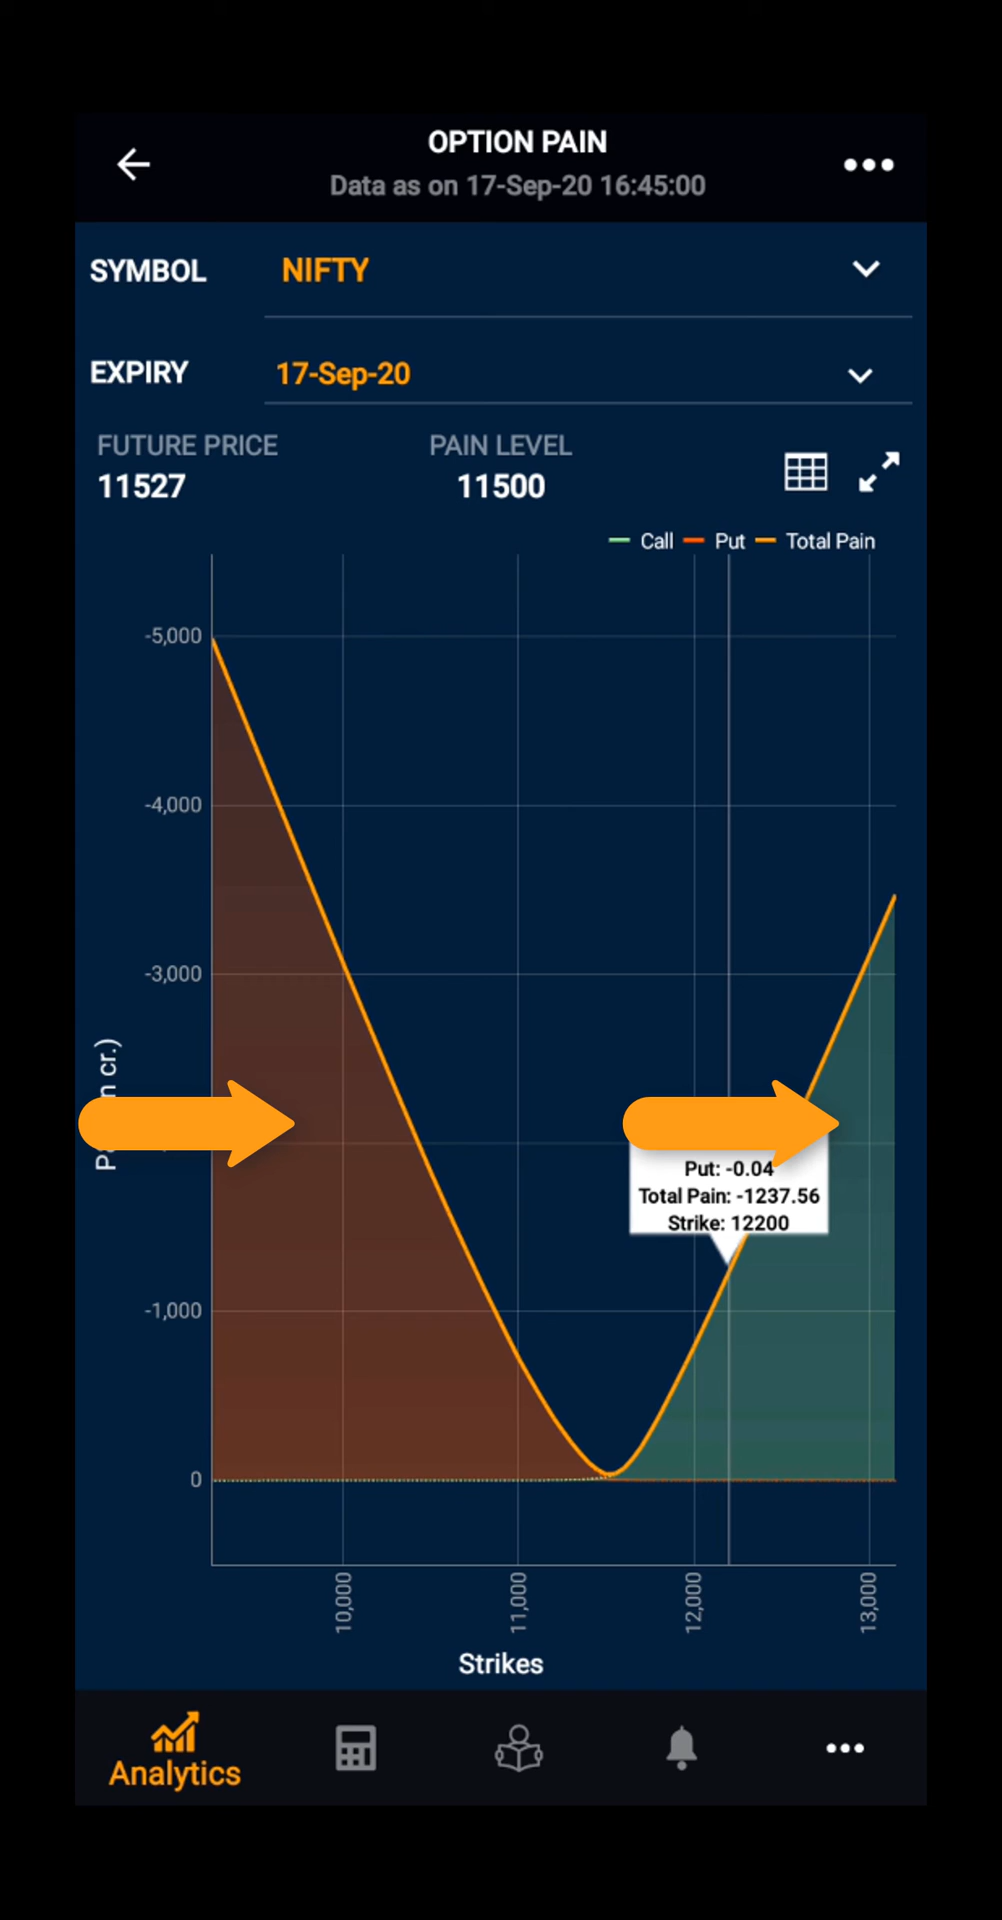 OPTION PAIN
Data as on 17-Sep-20 16:45:00
SYMBOL
NIFTY
EXPIRY
17-Sep-20
FUTURE PRICE
PAIN LEVEL
11527
11500
Call
Put
Total Pain
-5,000
-4,000
-3,000
-1,000
0
cr.)
Put: -0.04
Total Pain: -1237.56
Strike: 12200
10,000
11,000
12,000
13,000
Strikes
Analytics